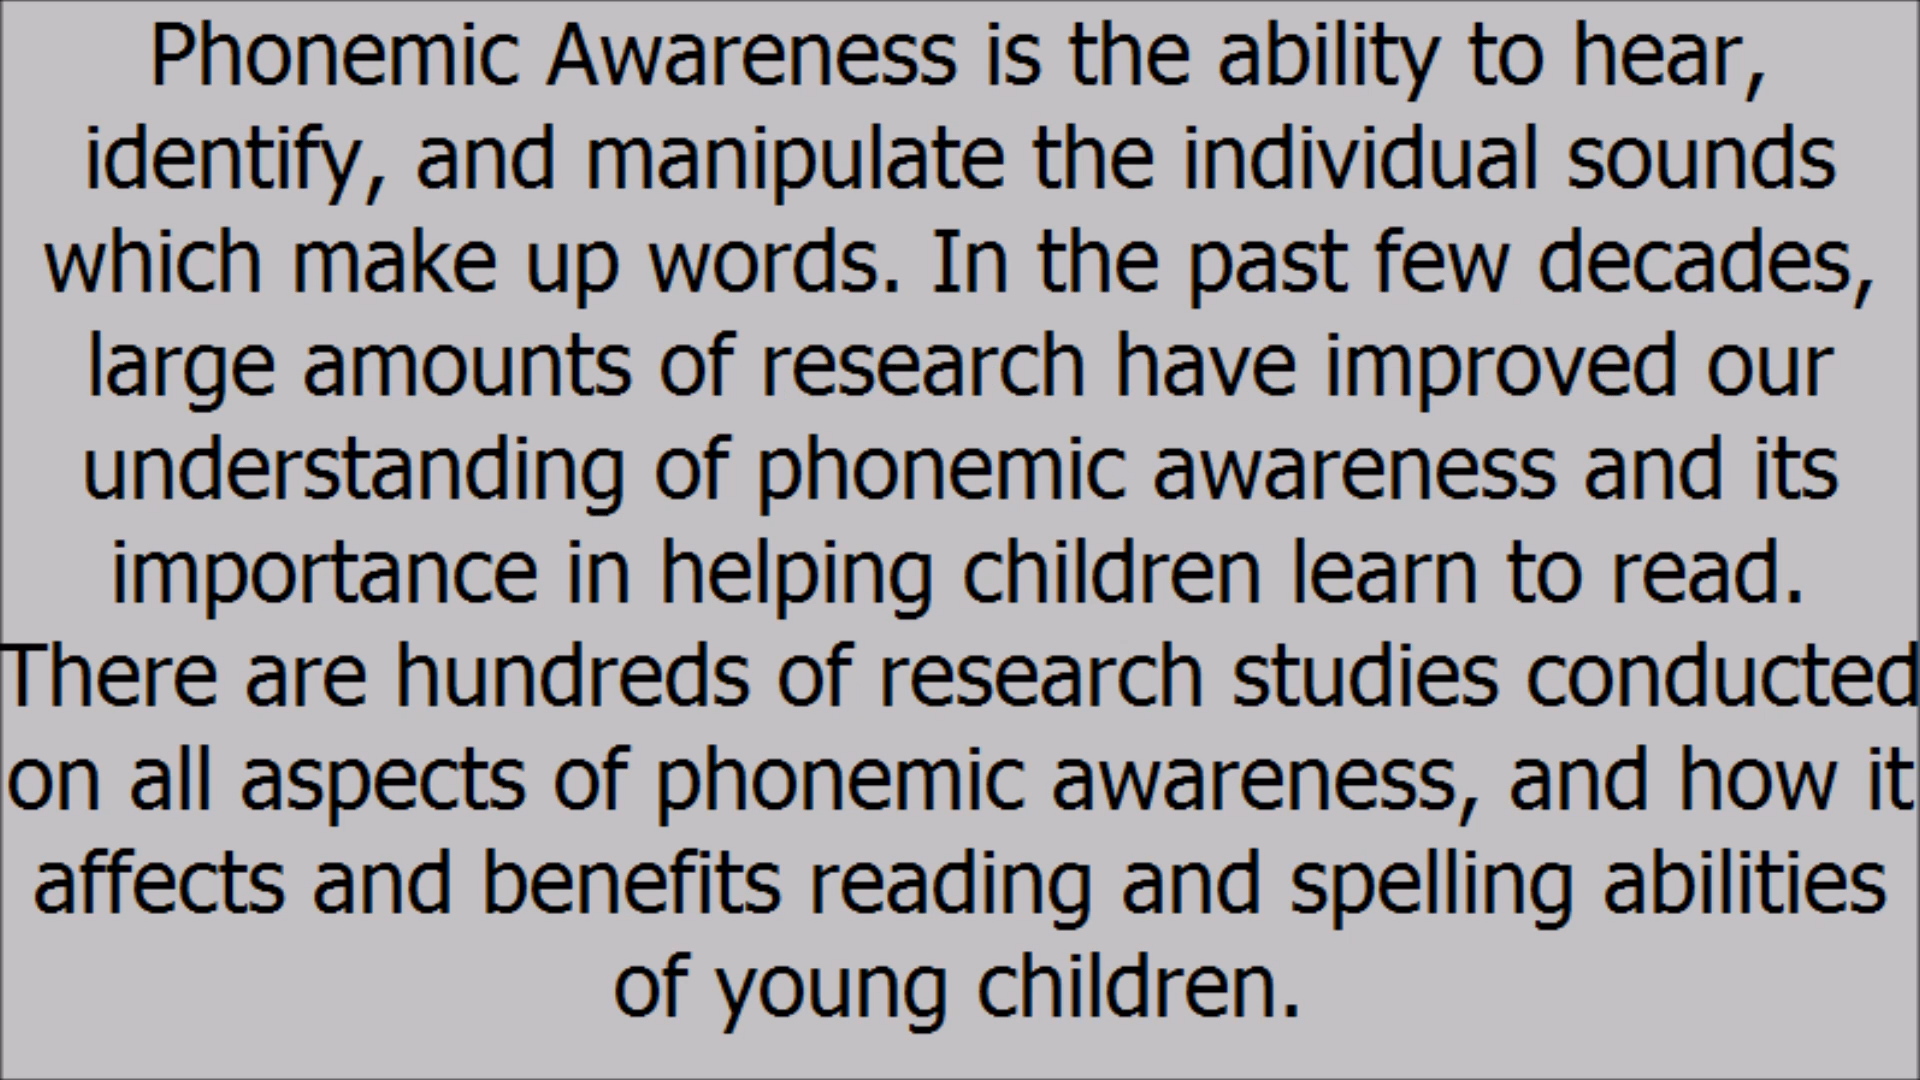 Phonemic Awareness is the ability to hear,
identify, and manipulate the individual sounds
which make up words. In the past few decades,
large amounts of research have improved our
understanding of phonemic awareness and its
importance in helping children learn to read.
There are hundreds of research studies conducted
on all aspects of phonemic awareness, and how it
affects and benefits reading and spelling abilities
of young children.